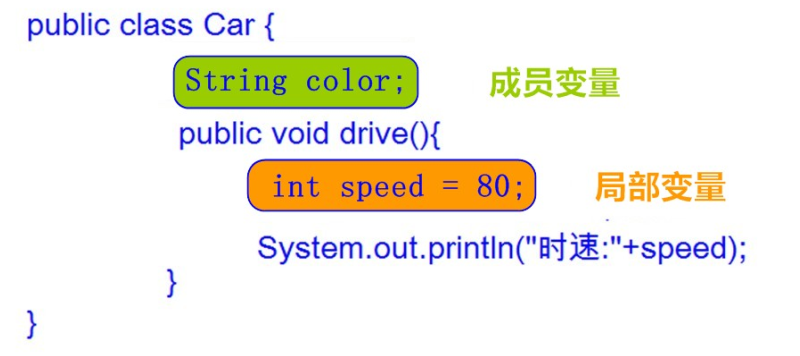 public class Car {
String color; 成员变量
public void drive(){
int speed = 80; 局部变量
System.out.println("时速:"+speed);
}
}